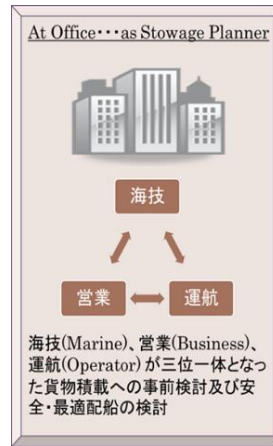 At Office･･･as Stowage Planner
海技
営業
運航
海技(Marine)、営業(Business)、
運航(Operator) が三位一体となっ
た貨物積載への事前検討及び安
全・最適配船の検討